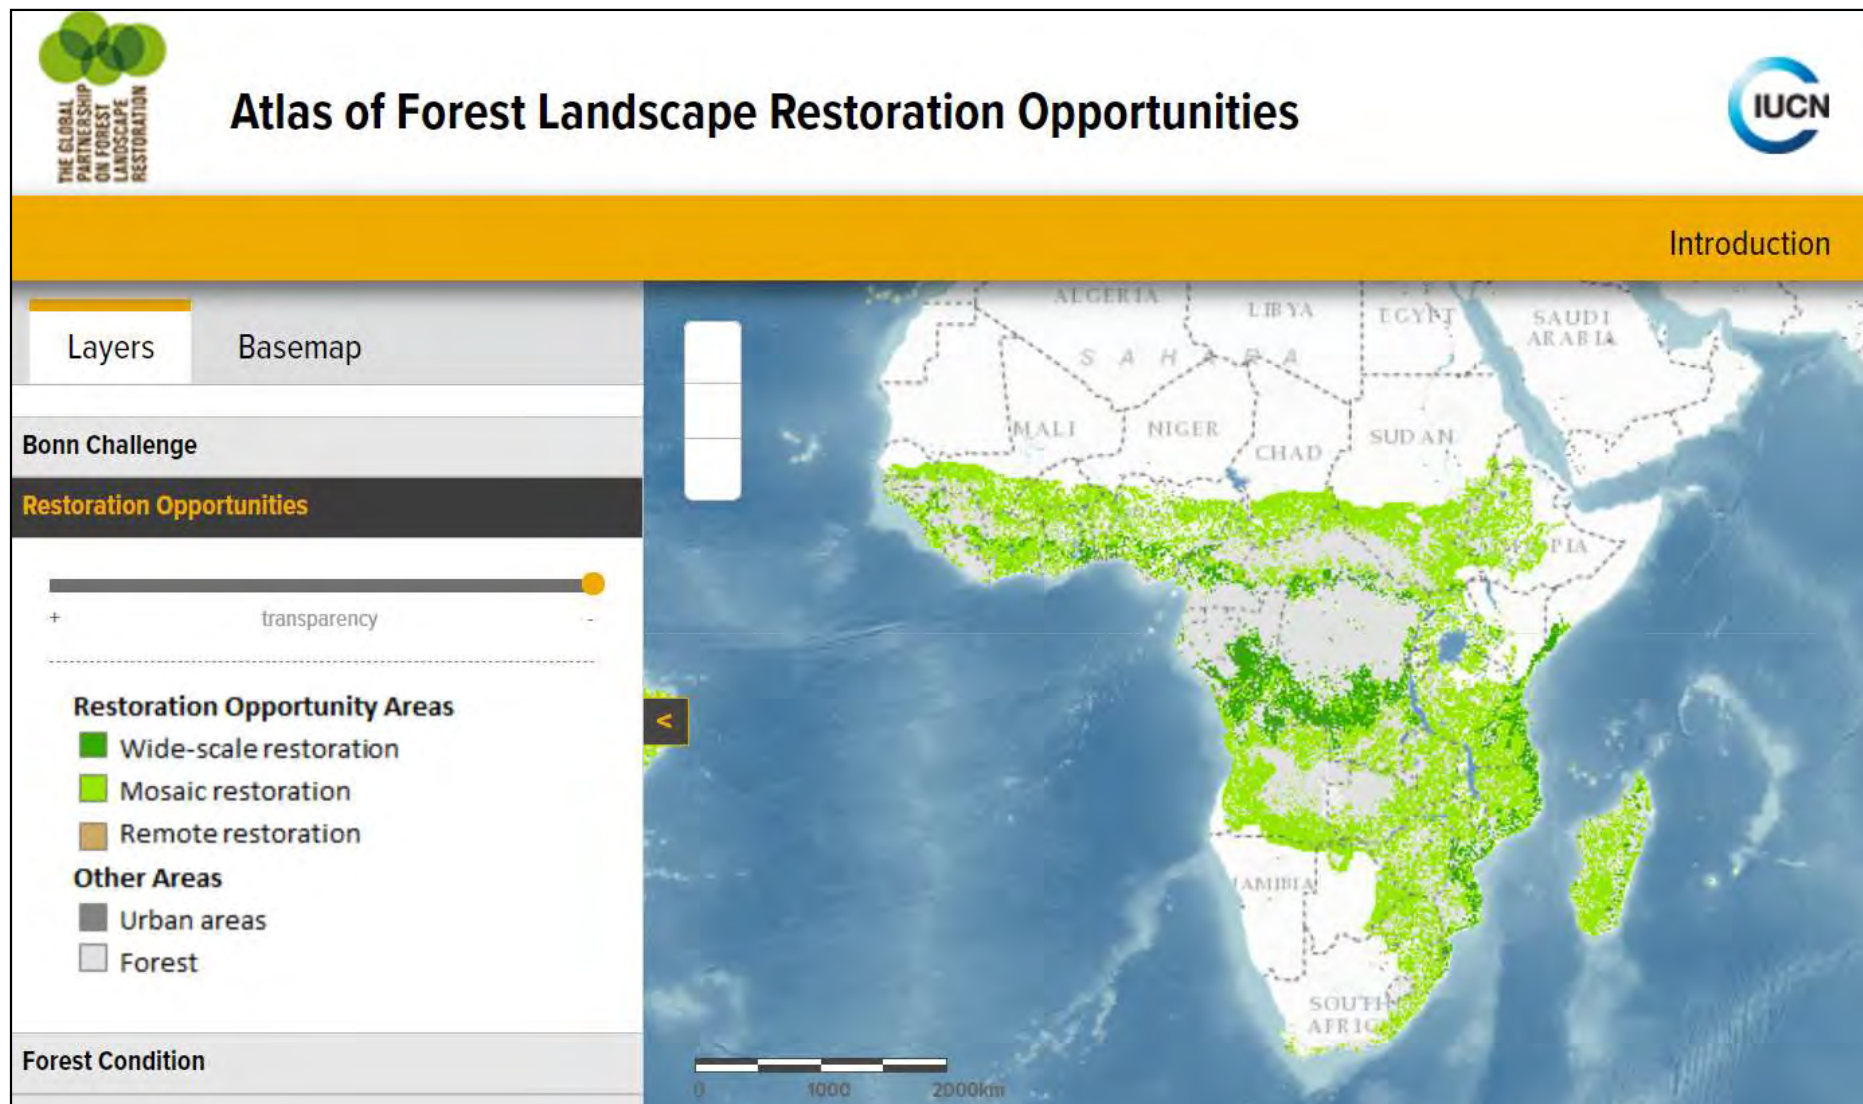 THE GLOBAL
PARTNERSHIP
ON FOREST
LANDSCAPE
RESTORATION
Atlas of Forest Landscape Restoration Opportunities
IUCN
Introduction
Layers
Basemap
Bonn Challenge
Restoration Opportunities
+ transparency -
Restoration Opportunity Areas
Wide-scale restoration
Mosaic restoration
Remote restoration
Other Areas
Urban areas
Forest
Forest Condition
<
ALGERIA
LIBYA
EGYPT
SAUDI
ARABIA
SAHARA
MALI
NIGER
CHAD
SUDAN
SOUTH
0 1000 2000km